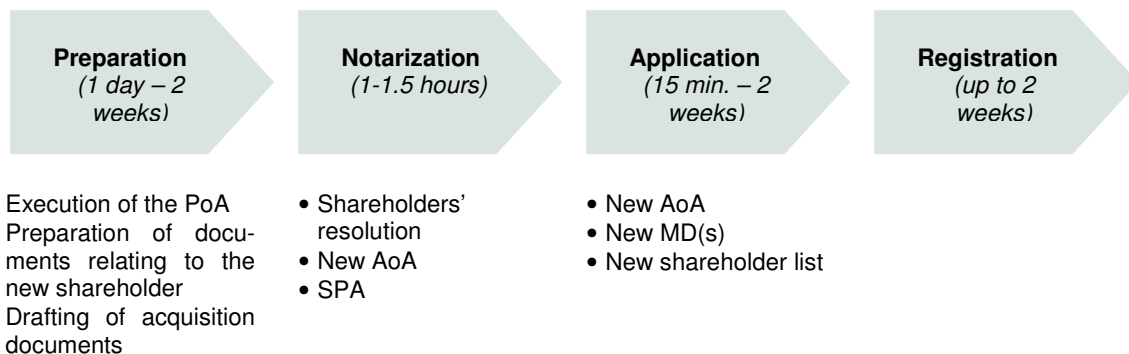 Preparation
(1 day – 2
weeks)
Notarization
(1-1.5 hours)
Application
(15 min. – 2
weeks)
Registration
(up to 2
weeks)
Execution of the PoA
Preparation of docu-
ments relating to the
new shareholder
Drafting of acquisition
documents
• Shareholders'
resolution
• New AoA
• SPA
• New AoA
• New MD(s)
• New shareholder list